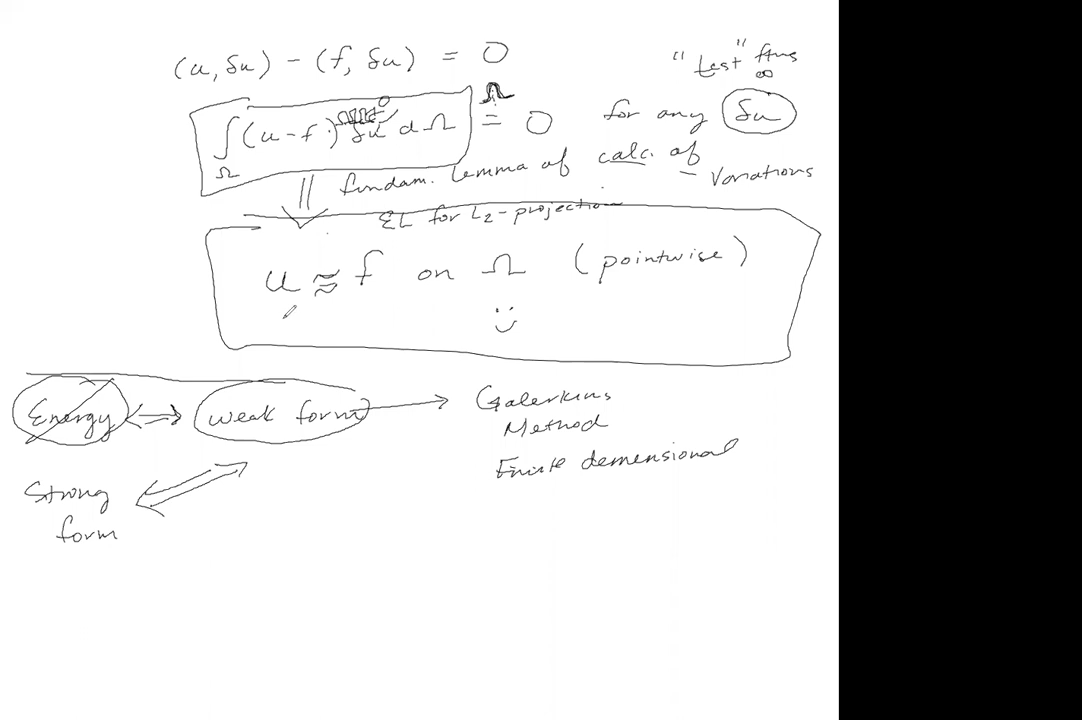 (u, δu) - (f, δu) = 0
"test" fns
∞
∫Ω (u-f) δu dΩ = 0 for any δu
fundam. Lemma of calc. of
- Variations
EL for L2-projection
u ≈ f on Ω (pointwise)
Energy ⇔ weak form → Galerkins
Method
Finite demensional
Strong
form